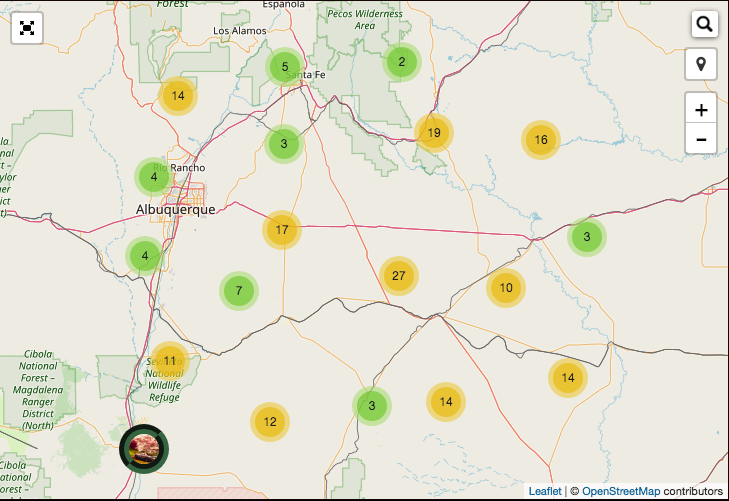 Forest
Española
Pecos Wilderness
Area
Los Alamos
5
2
Santa Fe
14
19
16
3
4
Rio Rancho
Albuquerque
17
3
4
27
7
10
11
National
Wildlife
Refuge
Cibola
National
Forest –
Magdalena
Ranger
District
(North)
14
3
14
12
Cibola
National
Forest –
+
−
Leaflet | © OpenStreetMap contributors